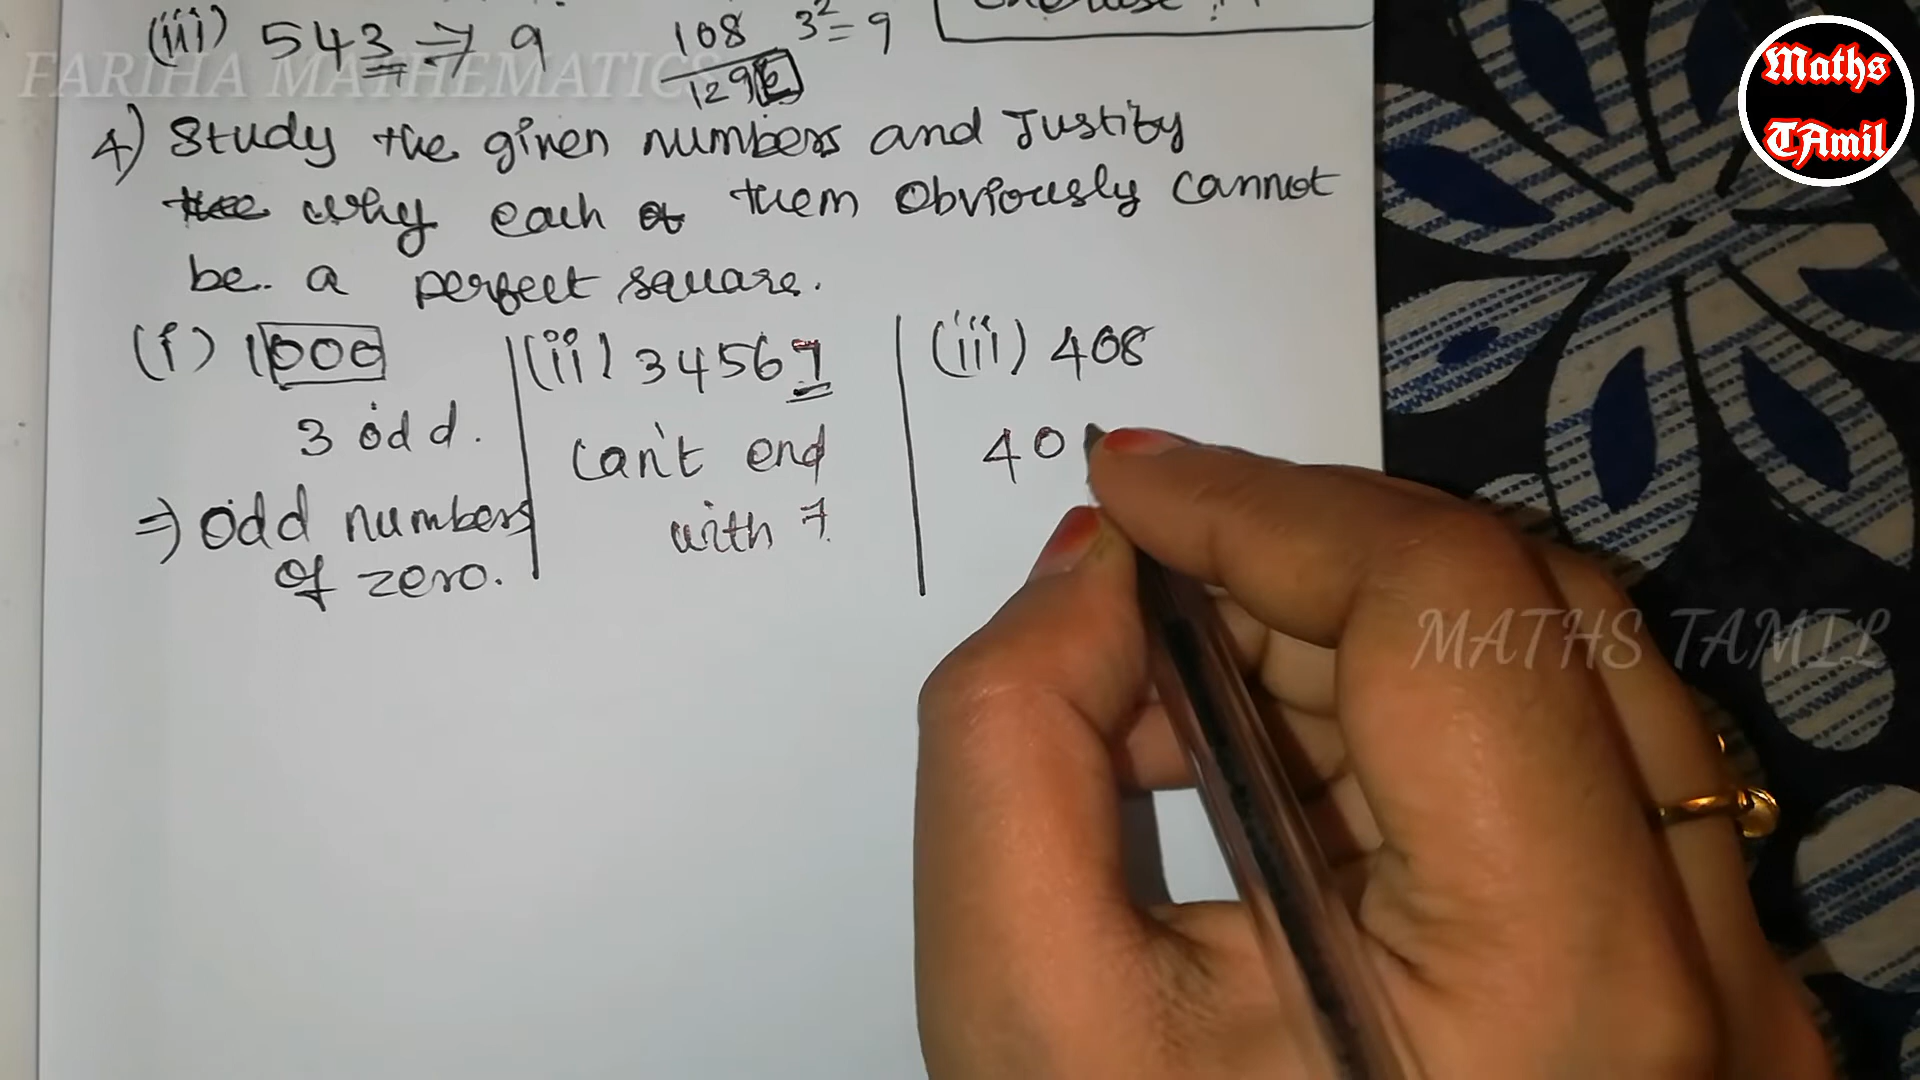 (iii) 543 => 9 108 3² = 9
1296
FARIHA MATHEMATICS
Maths
TAmil
4) Study the given numbers and Justify
why each of them obviously cannot
be a perfect square.
(i) 1000 (ii) 34567 (iii) 408
3 odd. can't end 40
=) odd numbers with 7.
of zero.
MATHS TAMIL